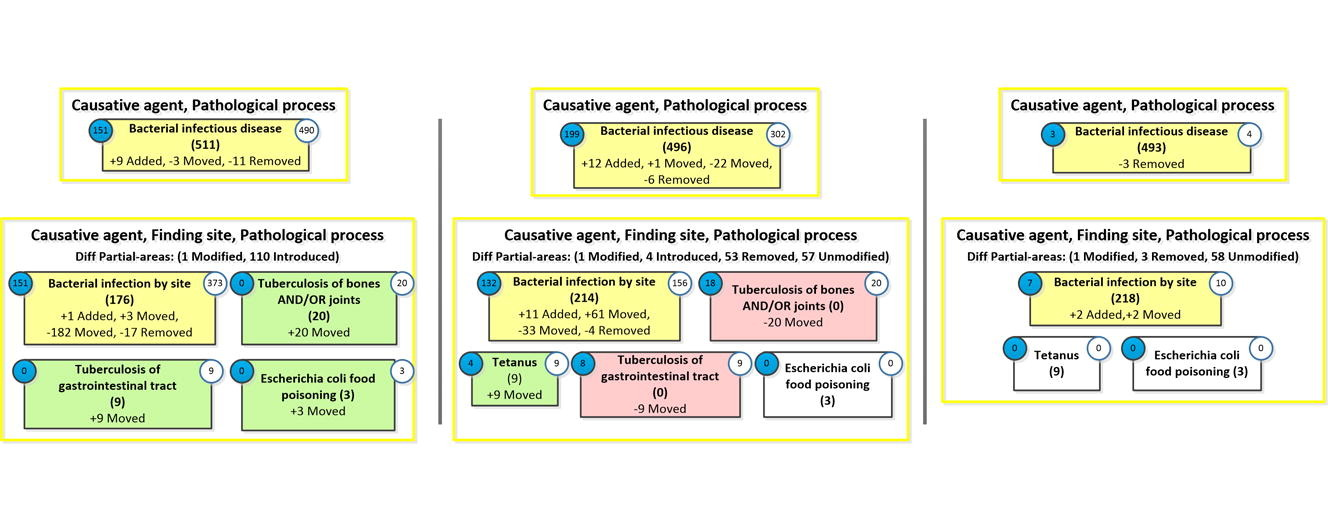 Causative agent, Pathological process
151
Bacterial infectious disease
490
(511)
+9 Added, -3 Moved, -11 Removed
Causative agent, Finding site, Pathological process
Diff Partial-areas: (1 Modified, 110 Introduced)
151
Bacterial infection by site
373
(176)
+1 Added, +3 Moved,
-182 Moved, -17 Removed
0
Tuberculosis of bones
20
AND/OR joints
(20)
+20 Moved
0
Tuberculosis of
9
gastrointestinal tract
(9)
+9 Moved
0
Escherichia coli food
3
poisoning (3)
+3 Moved
Causative agent, Pathological process
199
Bacterial infectious disease
302
(496)
+12 Added, +1 Moved, -22 Moved,
-6 Removed
Causative agent, Finding site, Pathological process
Diff Partial-areas: (1 Modified, 4 Introduced, 53 Removed, 57 Unmodified)
132
Bacterial infection by site
156
(214)
+11 Added, +61 Moved,
-33 Moved, -4 Removed
18
Tuberculosis of bones
20
AND/OR joints (0)
-20 Moved
4
Tetanus
9
(9)
+9 Moved
8
Tuberculosis of
9
gastrointestinal tract
(0)
-9 Moved
0
Escherichia coli
0
food poisoning
(3)
Causative agent, Pathological process
3
Bacterial infectious disease
4
(493)
-3 Removed
Causative agent, Finding site, Pathological process
Diff Partial-areas: (1 Modified, 3 Removed, 58 Unmodified)
7
Bacterial infection by site
10
(218)
+2 Added,+2 Moved
0
Tetanus
0
(9)
0
Escherichia coli
0
food poisoning (3)